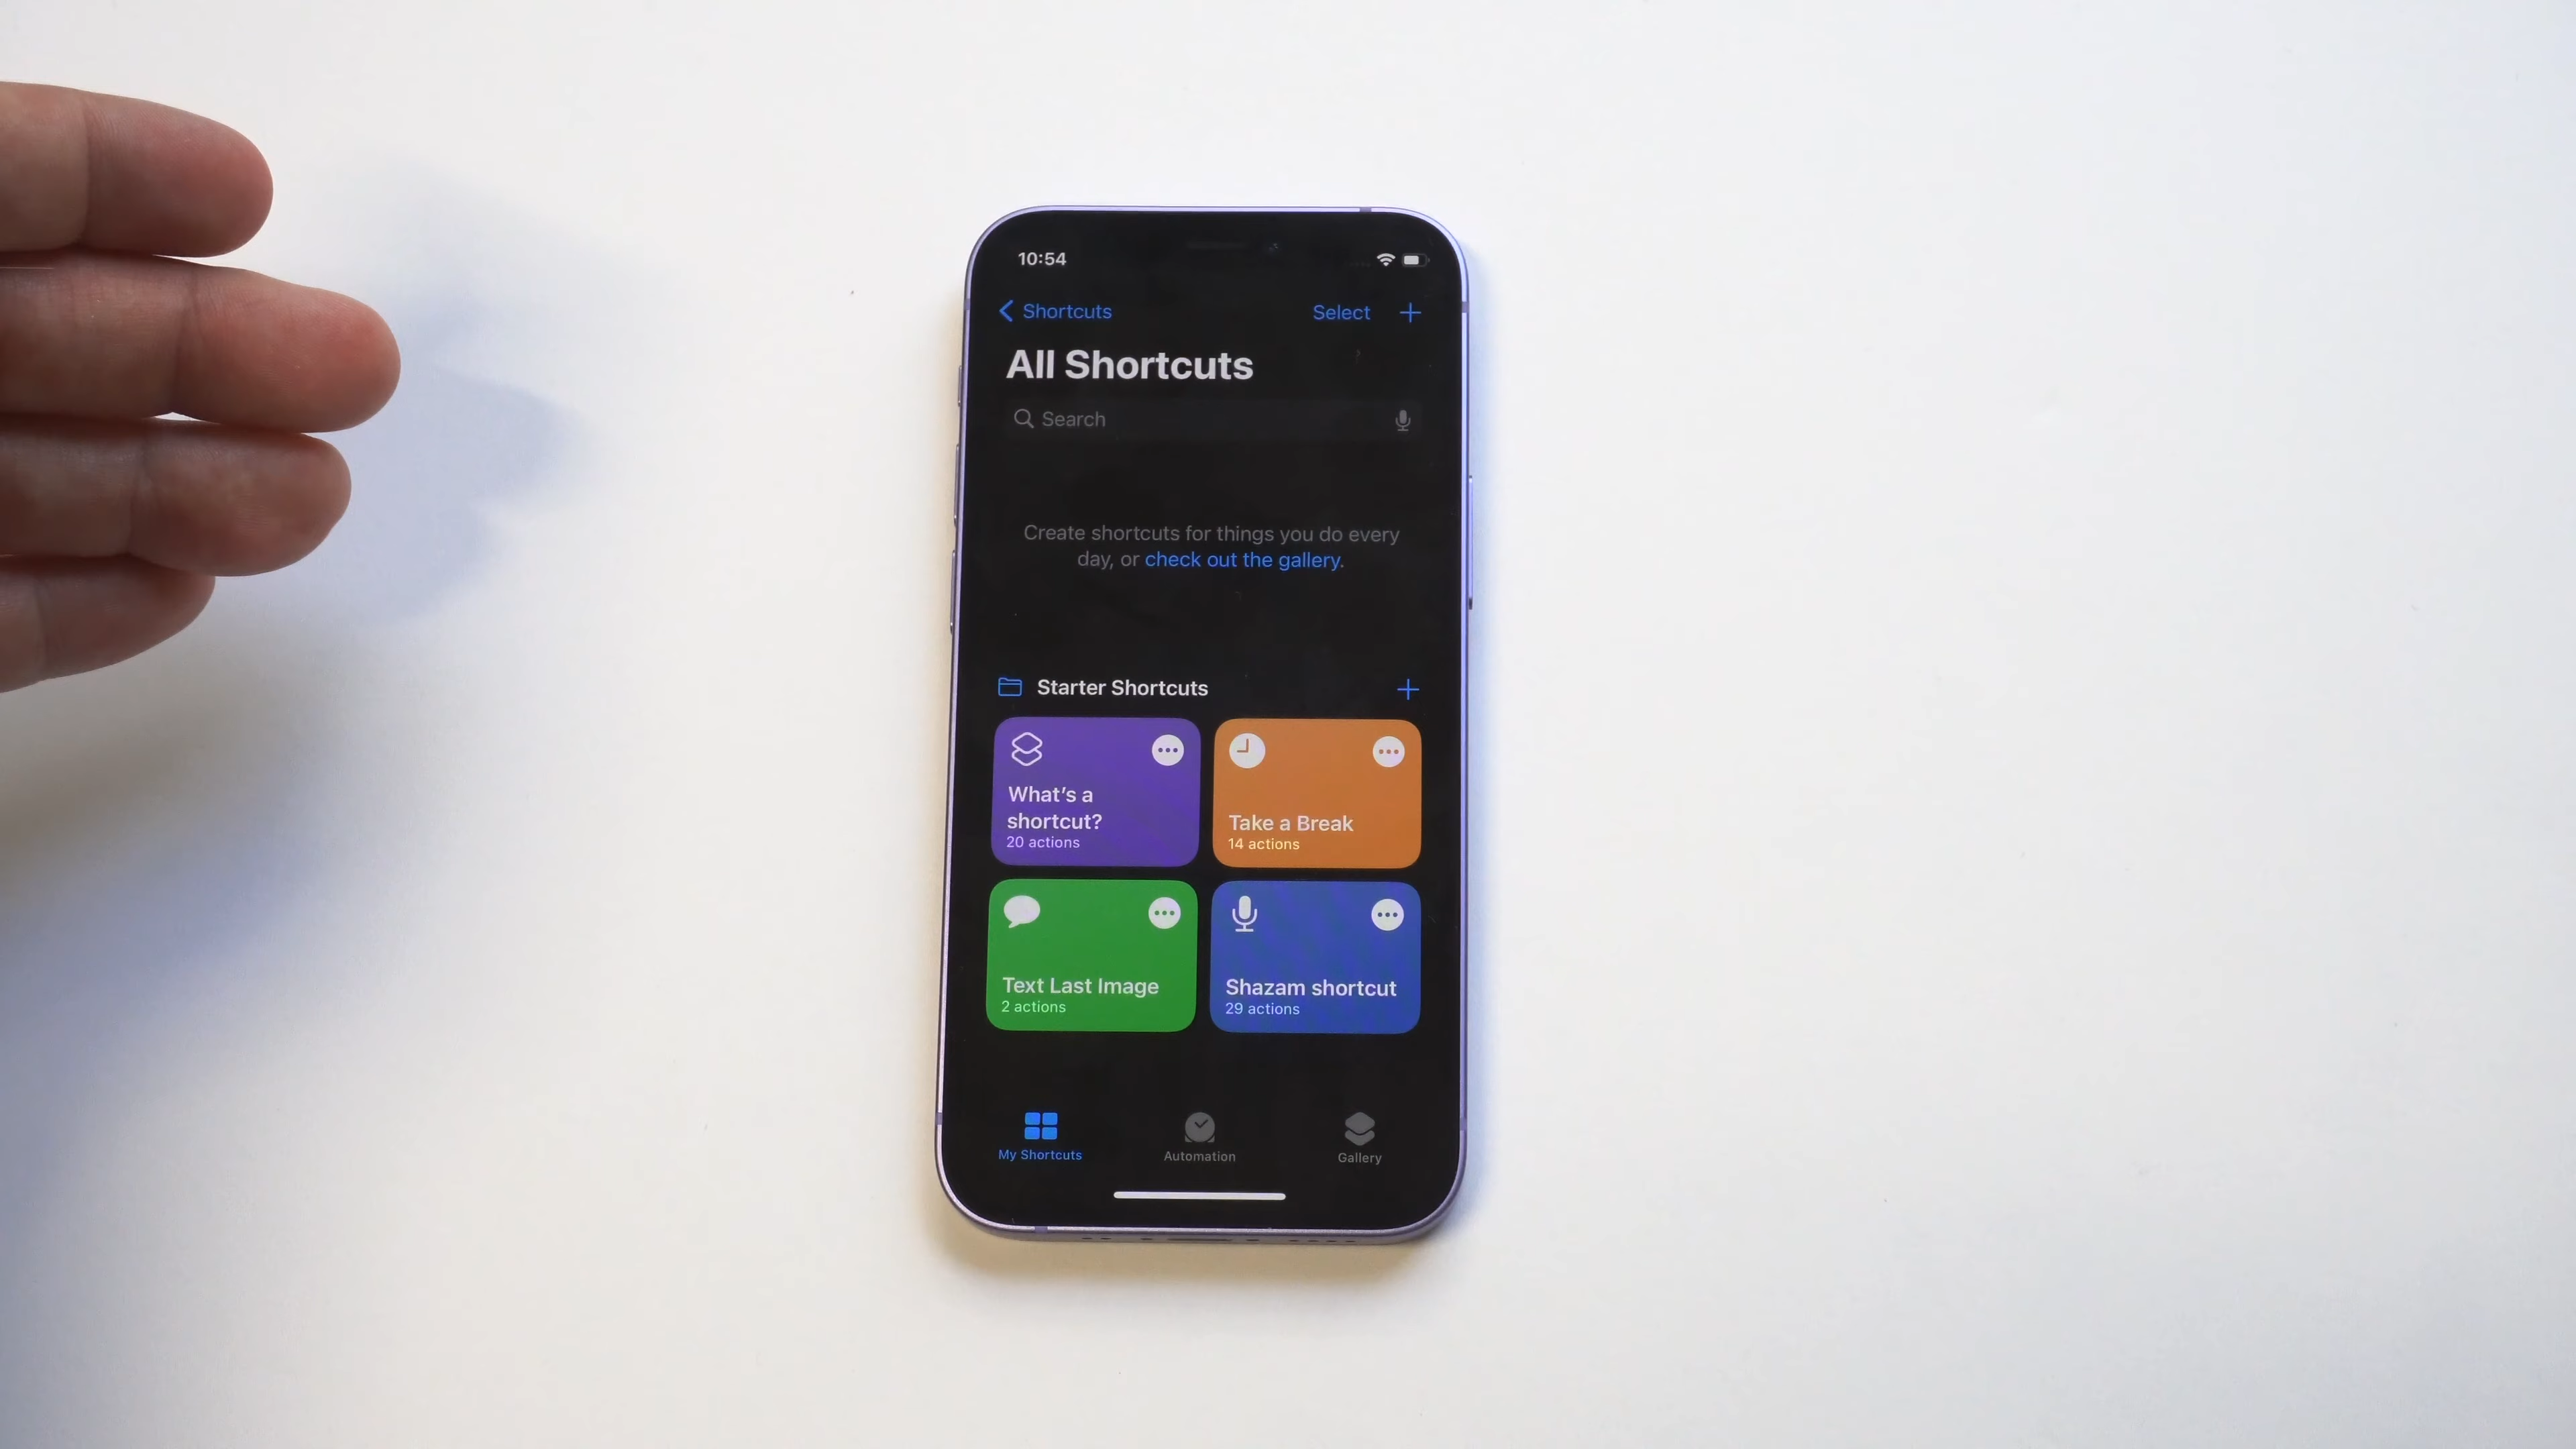 10:54
Shortcuts
Select
All Shortcuts
Search
Create shortcuts for things you do every
day, or check out the gallery.
Starter Shortcuts
What's a
shortcut?
20 actions
Take a Break
14 actions
Text Last Image
2 actions
Shazam shortcut
29 actions
My Shortcuts
Automation
Gallery